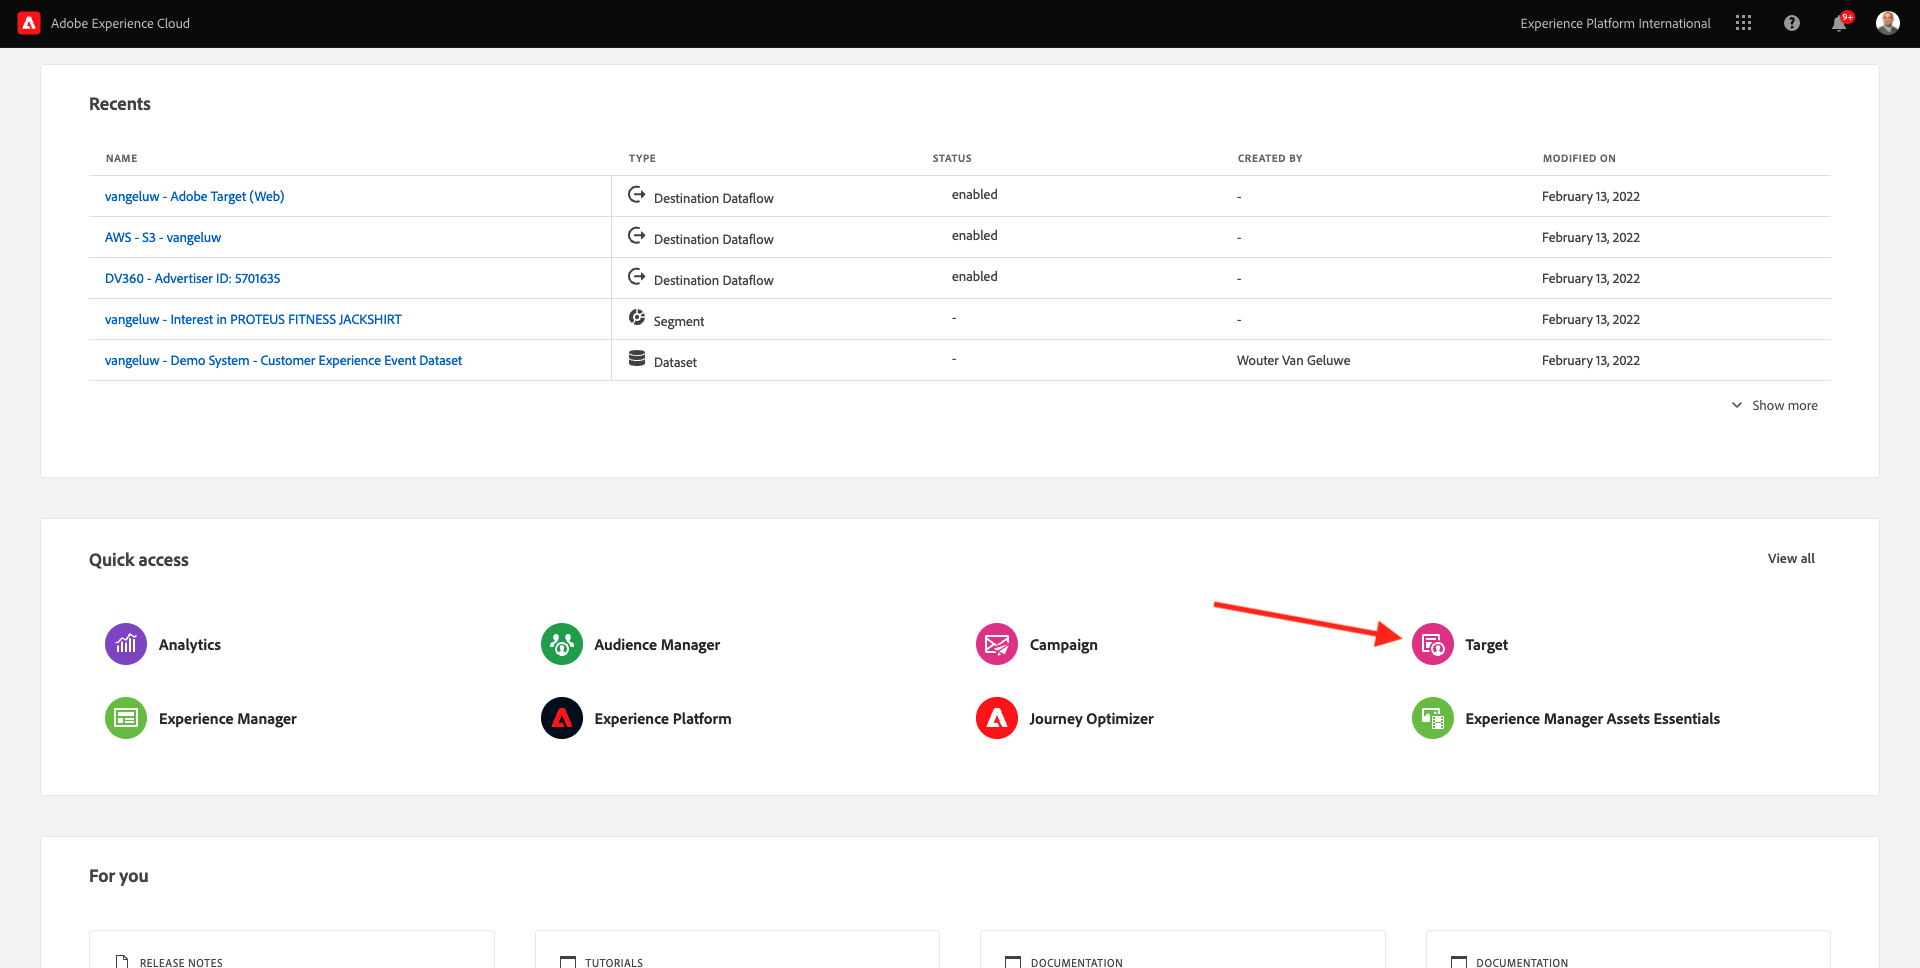 Adobe Experience Cloud
Experience Platform International
9+
Recents
NAME TYPE STATUS CREATED BY MODIFIED ON
vangeluw - Adobe Target (Web) Destination Dataflow enabled - February 13, 2022
AWS - S3 - vangeluw Destination Dataflow enabled - February 13, 2022
DV360 - Advertiser ID: 5701635 Destination Dataflow enabled - February 13, 2022
vangeluw - Interest in PROTEUS FITNESS JACKSHIRT Segment - - February 13, 2022
vangeluw - Demo System - Customer Experience Event Dataset Dataset - Wouter Van Geluwe February 13, 2022
Show more
Quick access
View all
Analytics Audience Manager Campaign Target
Experience Manager Experience Platform Journey Optimizer Experience Manager Assets Essentials
For you
RELEASE NOTES TUTORIALS DOCUMENTATION DOCUMENTATION